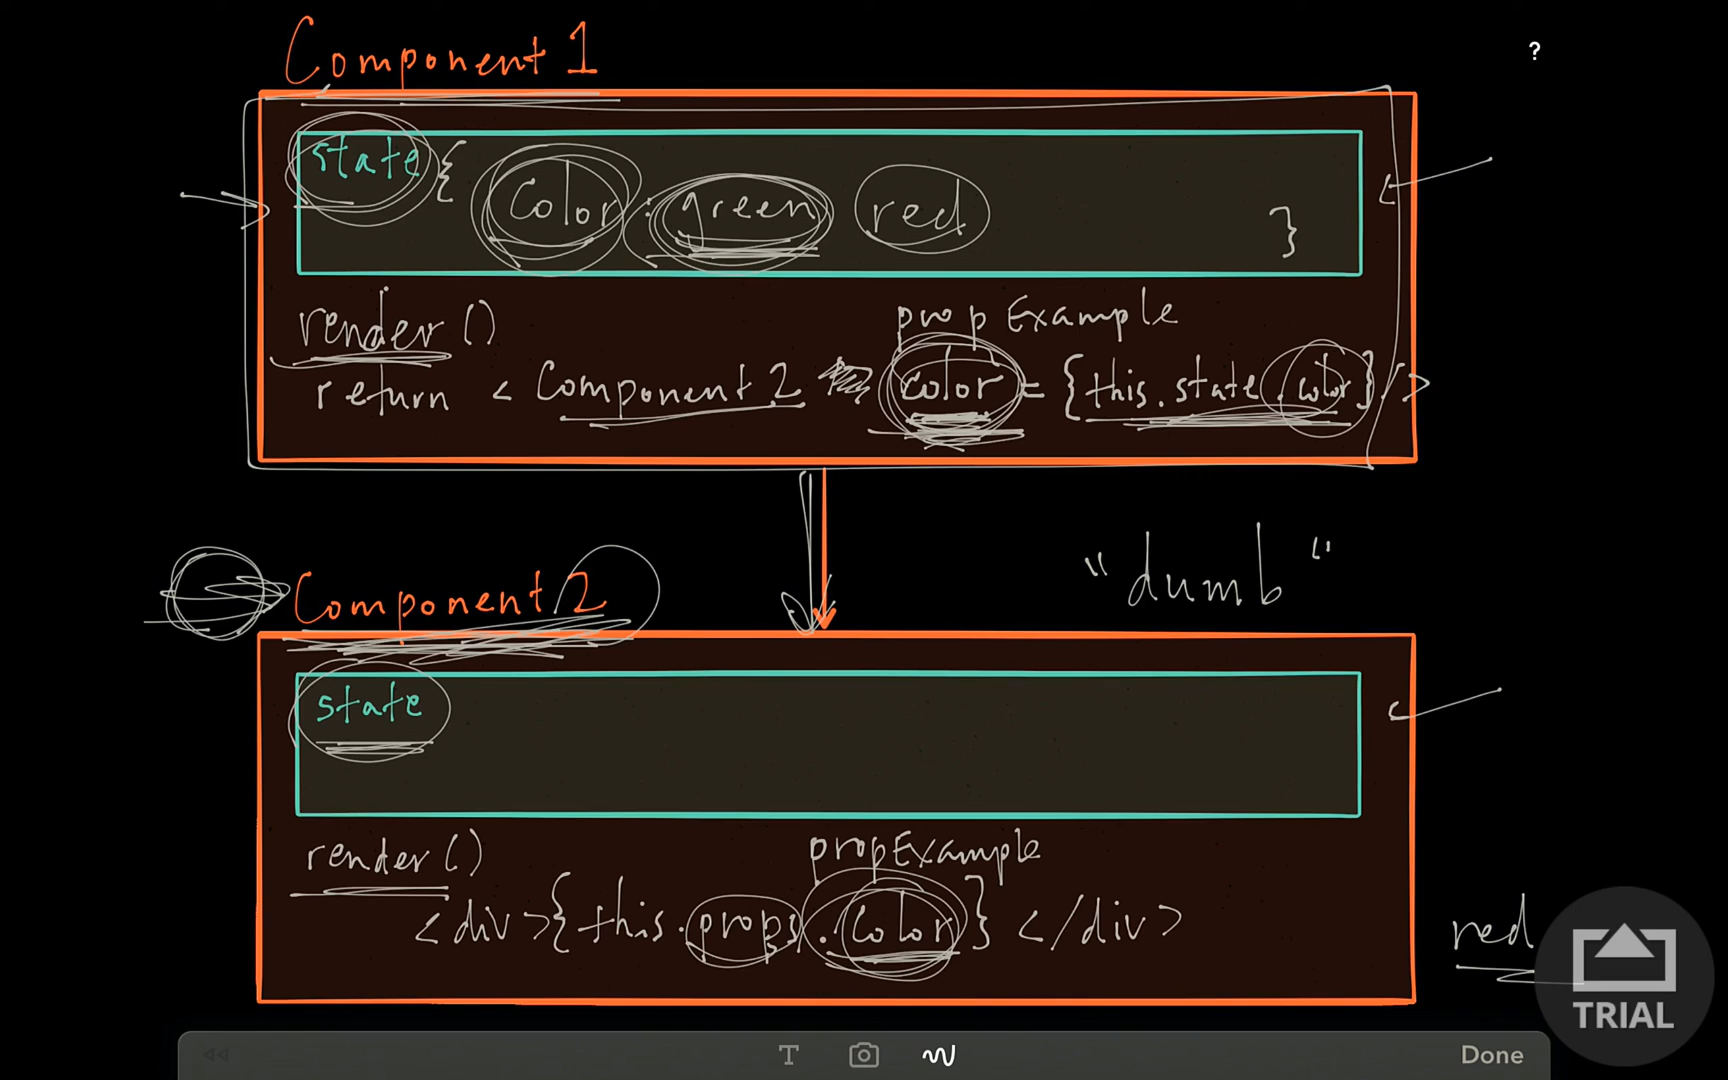 Component 1
?
state { Color : green red }
render () prop Example
return < Component 2 color = {this.state.color} />
Component 2
"dumb"
state
render () propExample
<div>{this.props.color} </div>
red
TRIAL
T Done